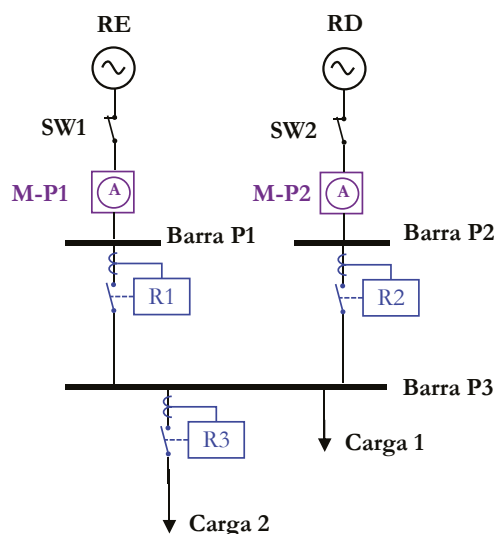 RE
RD
SW1
SW2
M-P1
A
M-P2
A
Barra P1
Barra P2
R1
R2
Barra P3
R3
Carga 1
Carga 2